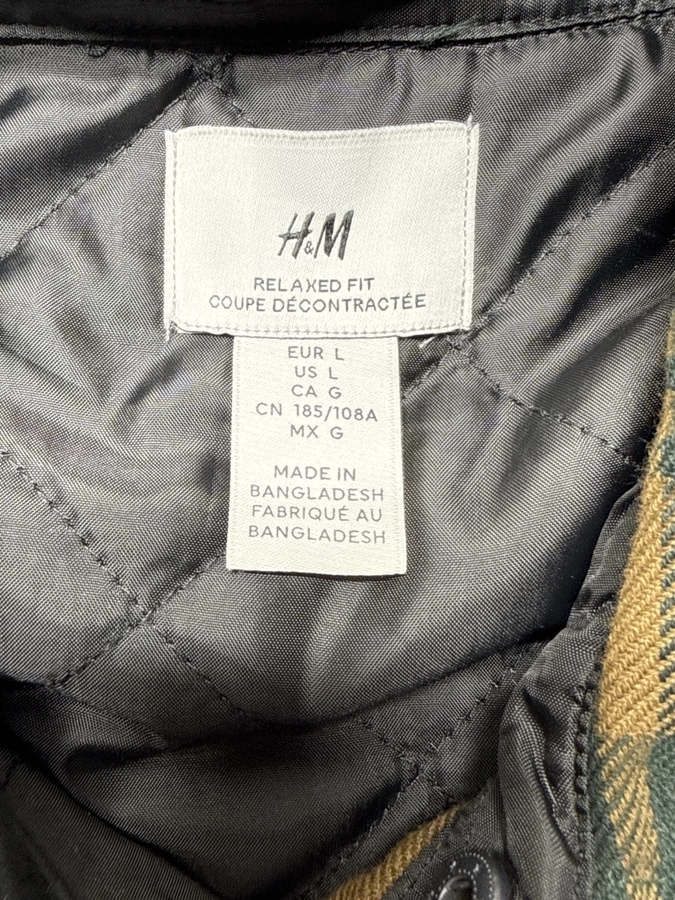 H&M
RELAXED FIT
COUPE DÉCONTRACTÉE
EUR L
US L
CA G
CN 185/108A
MX G
MADE IN
BANGLADESH
FABRIQUÉ AU
BANGLADESH